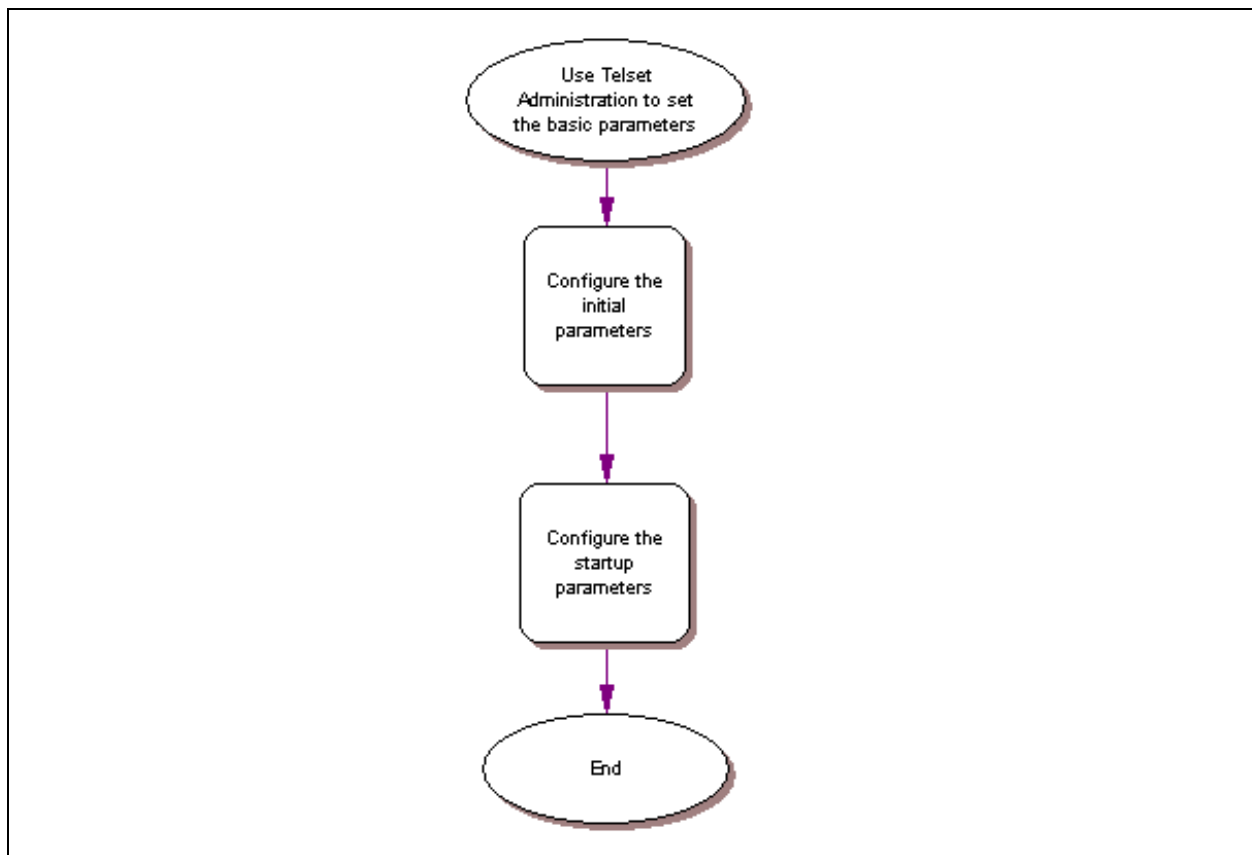 Use Telset
Administration to set
the basic parameters
Configure the
initial
parameters
Configure the
startup
parameters
End